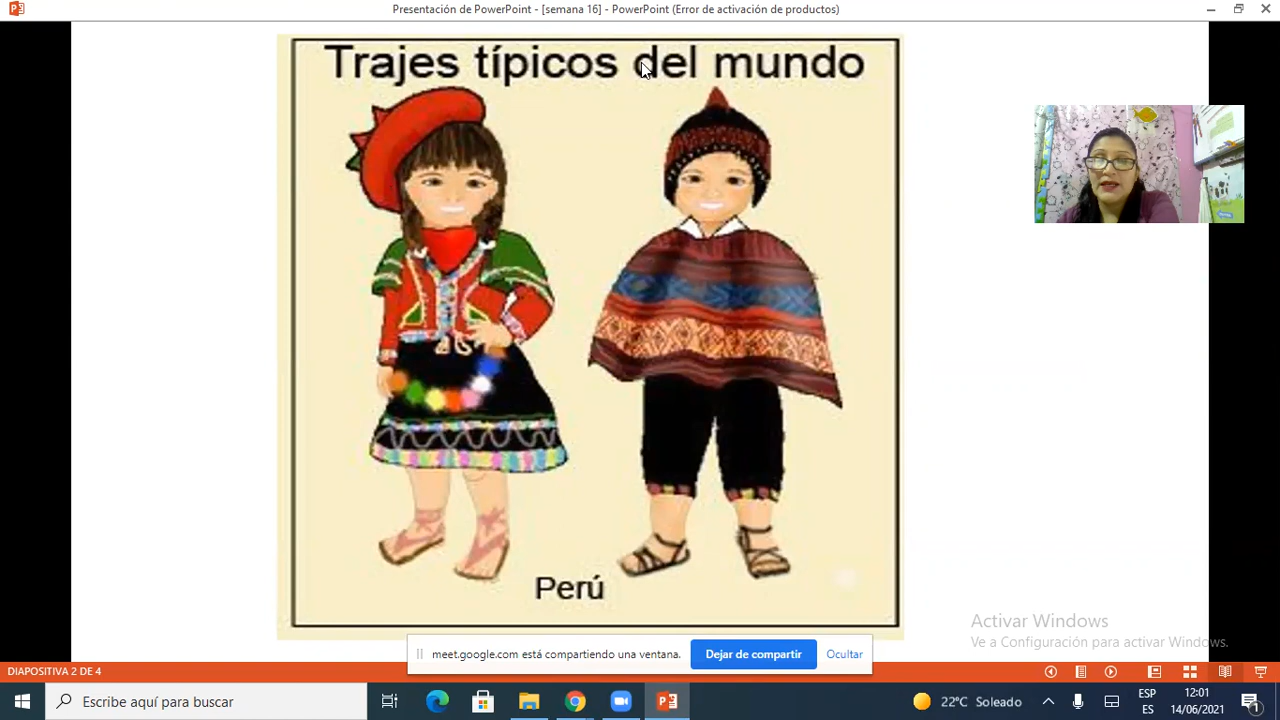 Presentación de PowerPoint - [semana 16] - PowerPoint (Error de activación de productos)
Trajes típicos del mundo
Perú
Activar Windows
Ve a Configuración para activar Windows.
meet.google.com está compartiendo una ventana.
Dejar de compartir
Ocultar
DIAPOSITIVA 2 DE 4
Escribe aquí para buscar
22°C Soleado
ESP
ES
12:01
14/06/2021
1